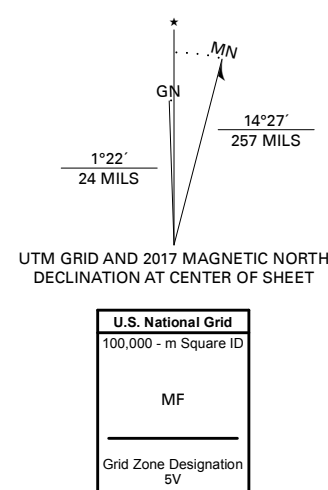 MN
GN
14°27´
257 MILS
1°22´
24 MILS
UTM GRID AND 2017 MAGNETIC NORTH
DECLINATION AT CENTER OF SHEET
U.S. National Grid
100,000 - m Square ID
MF
Grid Zone Designation
5V